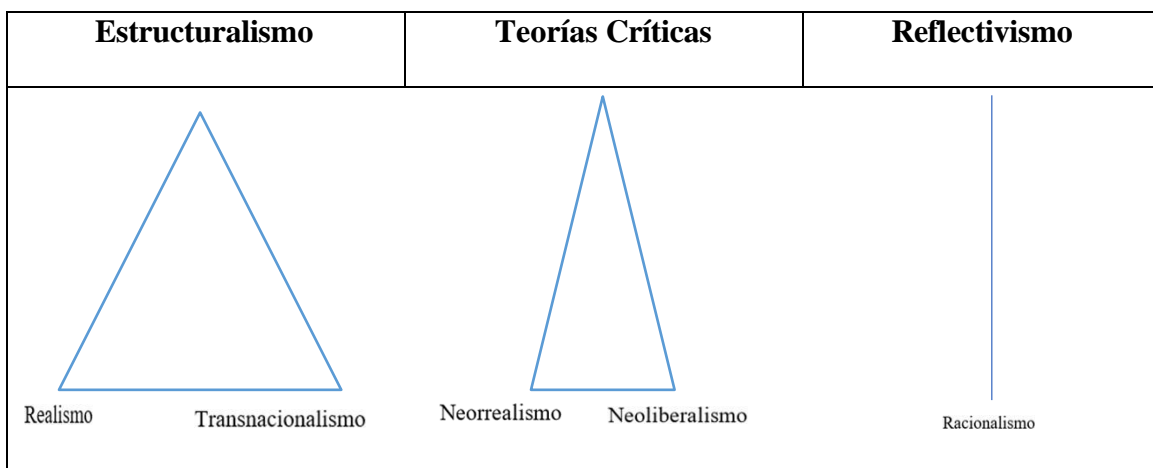 Estructuralismo
Teorías Críticas
Reflectivismo
Realismo
Transnacionalismo
Neorrealismo
Neoliberalismo
Racionalismo